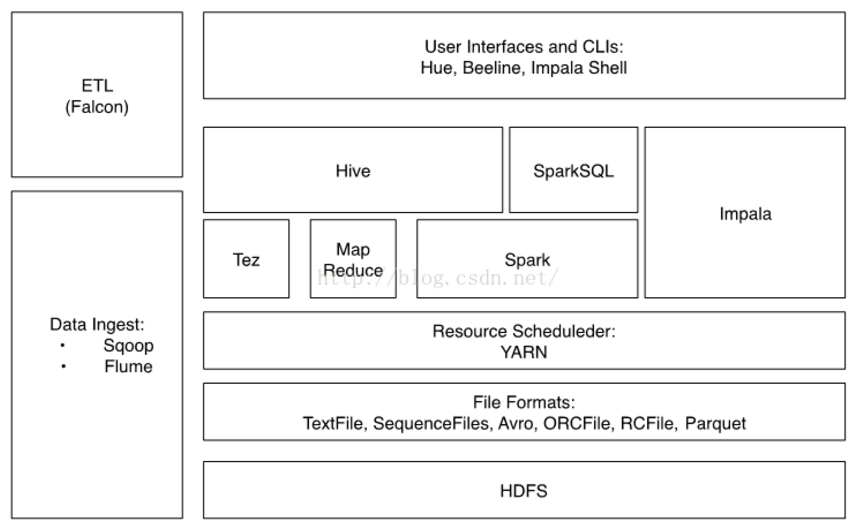 ETL
(Falcon)
User Interfaces and CLIs:
Hue, Beeline, Impala Shell
Hive
SparkSQL
Impala
Tez
Map
Reduce
Spark
http://blog.csdn.net/
Data Ingest:
• Sqoop
• Flume
Resource Scheduleder:
YARN
File Formats:
TextFile, SequenceFiles, Avro, ORCFile, RCFile, Parquet
HDFS